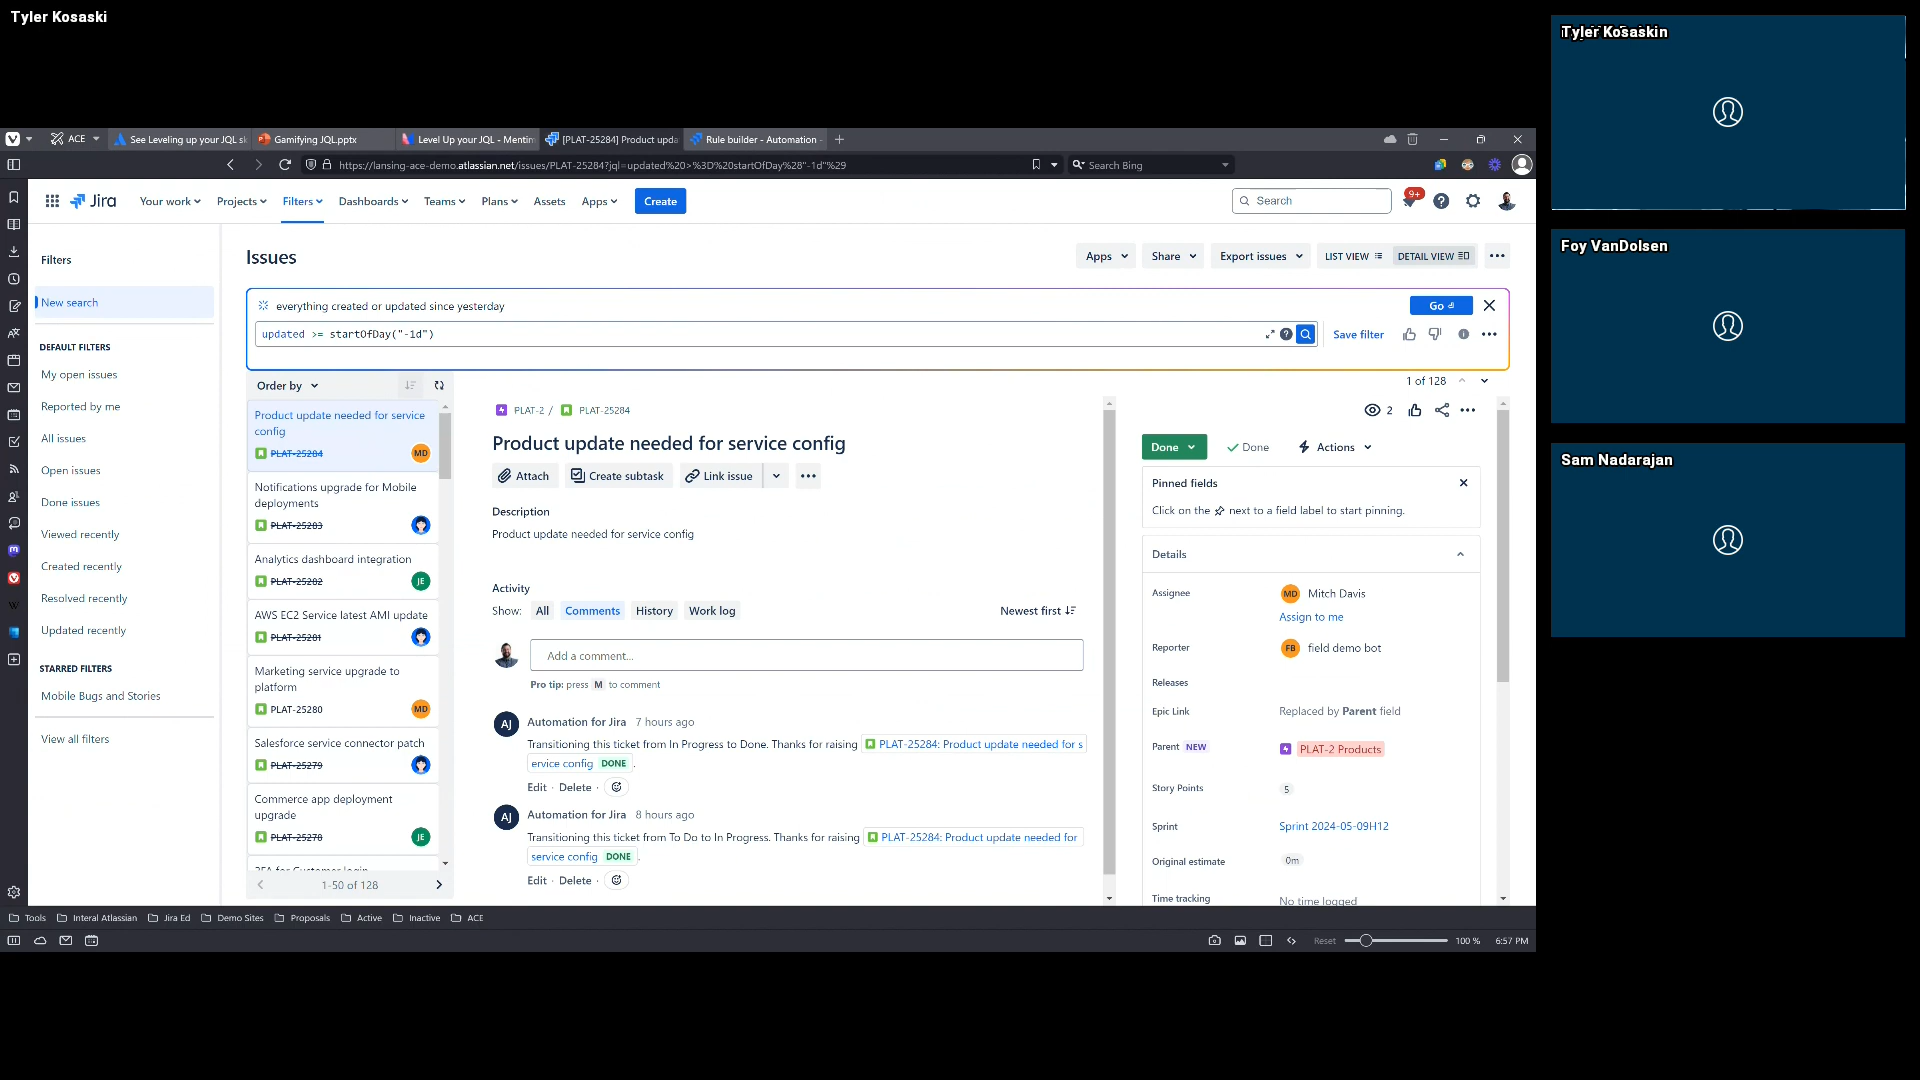 Tyler Kosaski
Tyler Kosaskin
Foy VanDolsen
Sam Nadarajan
ACE
See Leveling up your JQL sk
Gamifying JQL.pptx
Level Up your JQL - Mentim
[PLAT-25284] Product upda
Rule builder - Automation -
https://lansing-ace-demo.atlassian.net/issues/PLAT-25284?jql=updated%20>%3D%20startOfDay%28"-1d"%29
Search Bing
Jira
Your work
Projects
Filters
Dashboards
Teams
Plans
Assets
Apps
Create
Search
9+
Filters
New search
DEFAULT FILTERS
My open issues
Reported by me
All issues
Open issues
Done issues
Viewed recently
Created recently
Resolved recently
Updated recently
STARRED FILTERS
Mobile Bugs and Stories
View all filters
Issues
Apps
Share
Export issues
LIST VIEW
DETAIL VIEW
everything created or updated since yesterday
Go
updated >= startOfDay("-1d")
Save filter
Order by
1 of 128
Product update needed for service
config
PLAT-25284
MD
Notifications upgrade for Mobile
deployments
PLAT-25283
Analytics dashboard integration
PLAT-25282
JE
AWS EC2 Service latest AMI update
PLAT-25281
Marketing service upgrade to
platform
PLAT-25280
MD
Salesforce service connector patch
PLAT-25279
Commerce app deployment
upgrade
PLAT-25278
JE
1-50 of 128
PLAT-2 / PLAT-25284
Product update needed for service config
Attach
Create subtask
Link issue
Description
Product update needed for service config
Activity
Show:
All
Comments
History
Work log
Newest first
Add a comment...
Pro tip: press M to comment
AJ
Automation for Jira 7 hours ago
Transitioning this ticket from In Progress to Done. Thanks for raising PLAT-25284: Product update needed for s
ervice config DONE .
Edit · Delete ·
AJ
Automation for Jira 8 hours ago
Transitioning this ticket from To Do to In Progress. Thanks for raising PLAT-25284: Product update needed for
service config DONE .
Edit · Delete ·
2
Done
Done
Actions
Pinned fields
Click on the next to a field label to start pinning.
Details
Assignee
MD Mitch Davis
Assign to me
Reporter
FB field demo bot
Releases
Epic Link
Replaced by Parent field
Parent NEW
PLAT-2 Products
Story Points
5
Sprint
Sprint 2024-05-09H12
Original estimate
0m
Time tracking
No time logged
Tools
Interal Atlassian
Jira Ed
Demo Sites
Proposals
Active
Inactive
ACE
Reset
100 %
6:57 PM